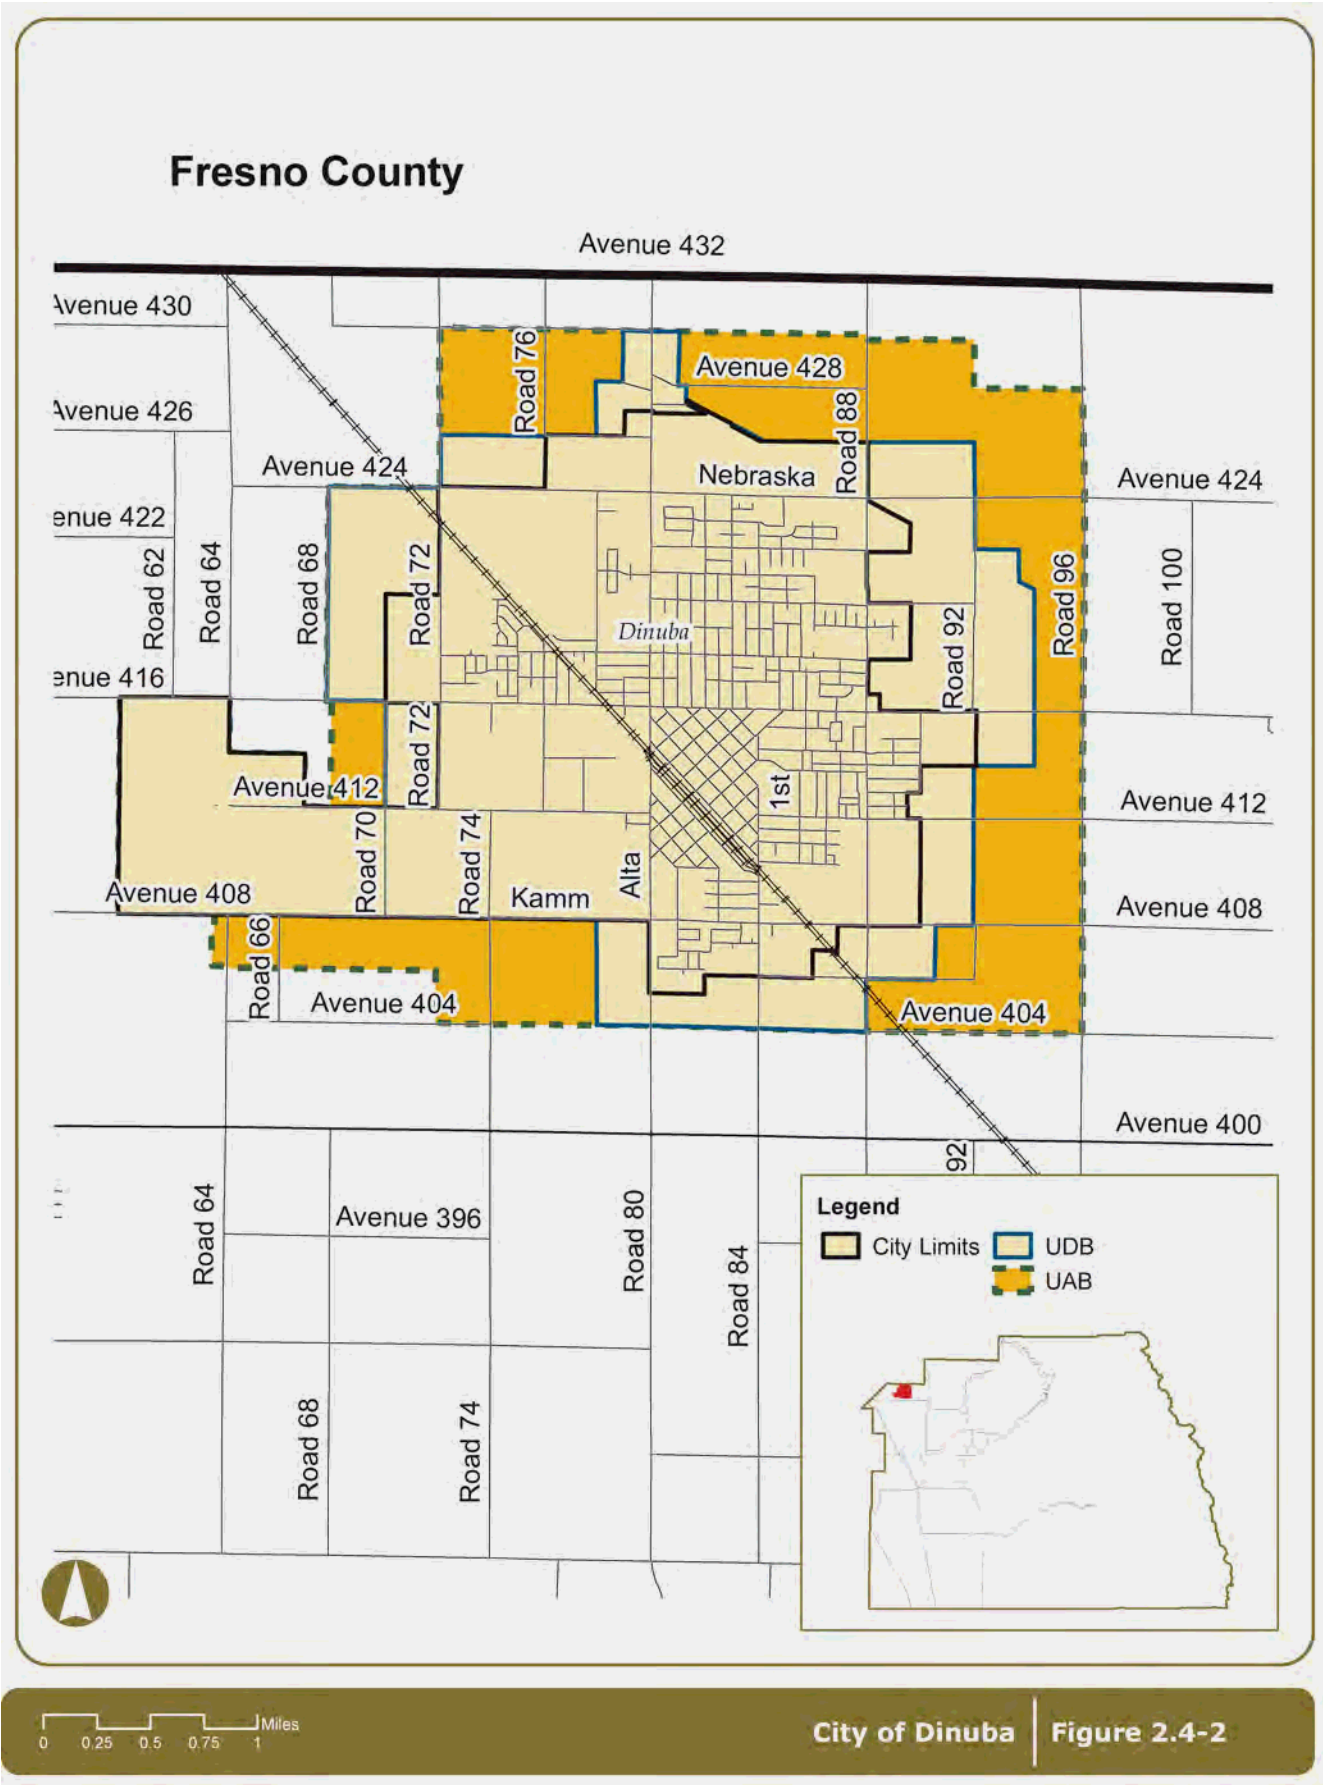 Fresno County
Avenue 432
Avenue 430
Road 76
Avenue 428
Avenue 426
Road 88
Avenue 424
Nebraska
Avenue 424
enue 422
Road 62
Road 64
Road 68
Road 72
Dinuba
Road 92
Road 96
Road 100
enue 416
Road 72
Avenue 412
1st
Avenue 412
Road 70
Road 74
Alta
Avenue 408
Kamm
Avenue 408
Road 66
Avenue 404
Avenue 404
Avenue 400
92
Road 64
Avenue 396
Road 80
Road 84
Road 68
Road 74
Legend
City Limits
UDB
UAB
Miles
0 0.25 0.5 0.75 1
City of Dinuba
Figure 2.4-2